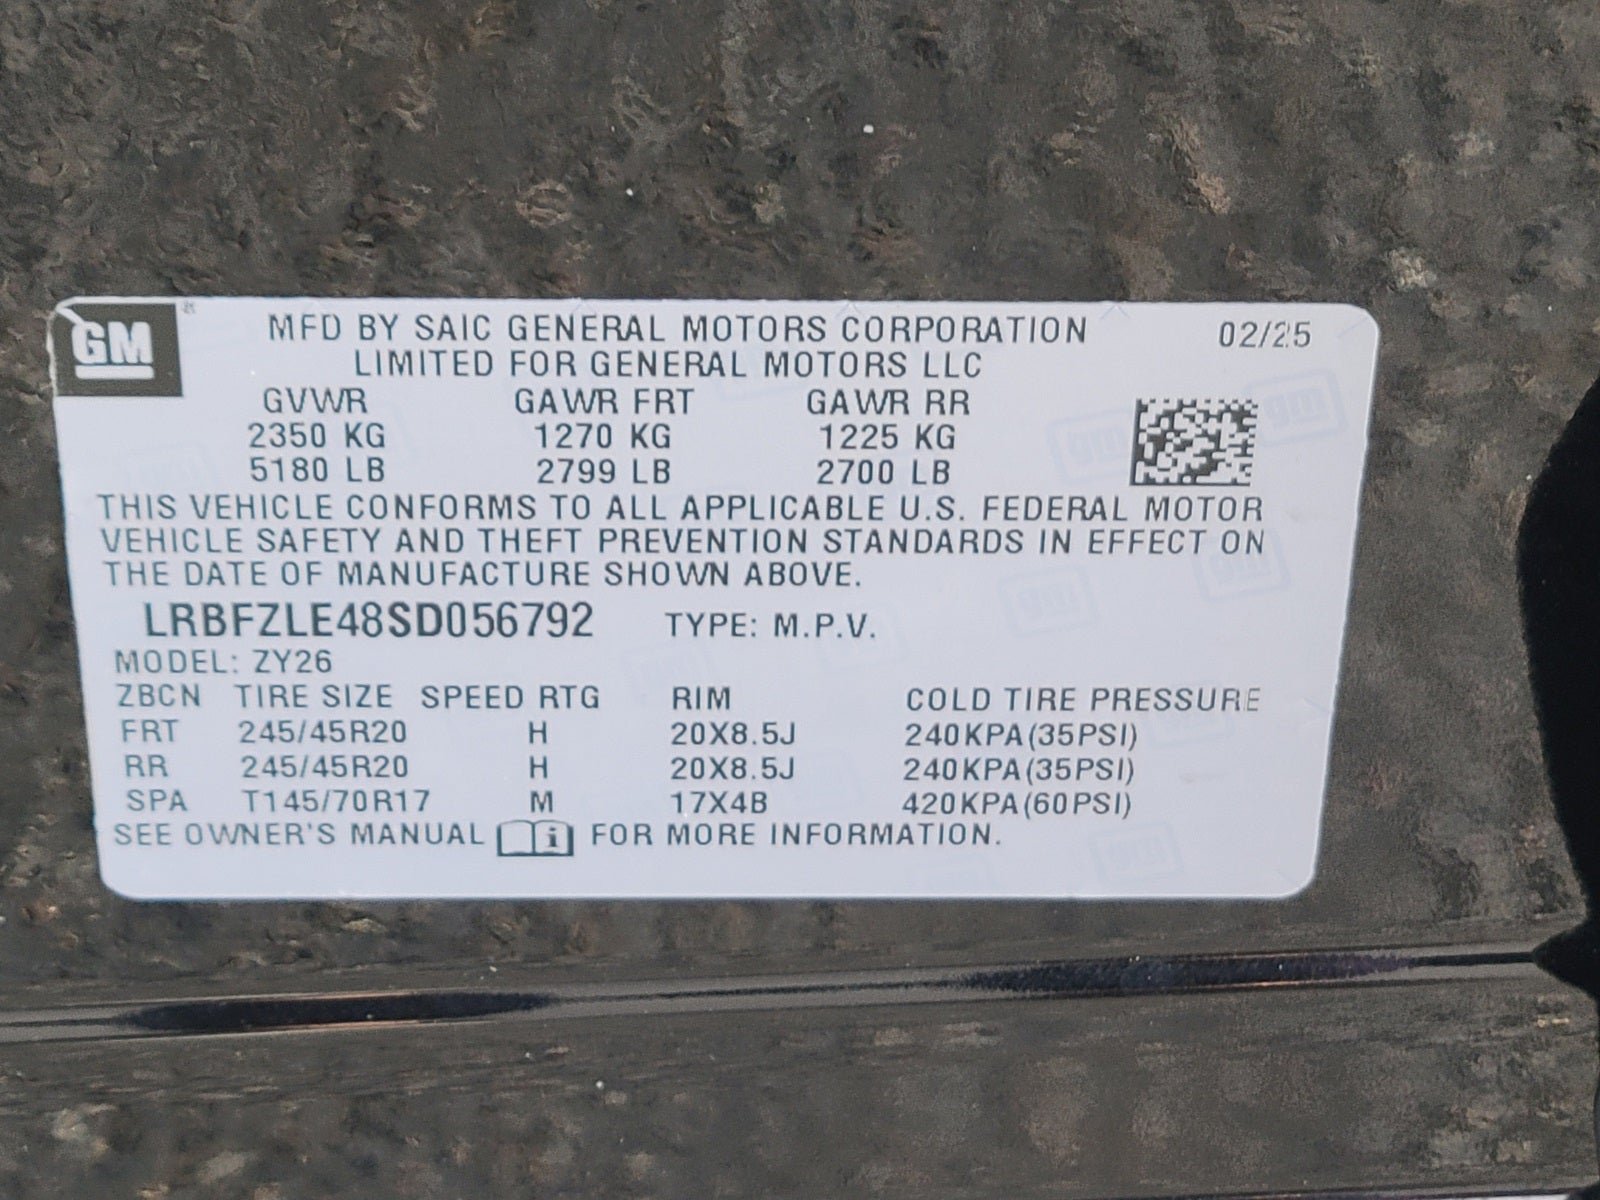 GM ®
MFD BY SAIC GENERAL MOTORS CORPORATION 02/25
LIMITED FOR GENERAL MOTORS LLC
GVWR GAWR FRT GAWR RR
2350 KG 1270 KG 1225 KG
5180 LB 2799 LB 2700 LB
THIS VEHICLE CONFORMS TO ALL APPLICABLE U.S. FEDERAL MOTOR
VEHICLE SAFETY AND THEFT PREVENTION STANDARDS IN EFFECT ON
THE DATE OF MANUFACTURE SHOWN ABOVE.
LRBFZLE48SD056792 TYPE: M.P.V.
MODEL: ZY26
ZBCN TIRE SIZE SPEED RTG RIM COLD TIRE PRESSURE
FRT 245/45R20 H 20X8.5J 240KPA(35PSI)
RR 245/45R20 H 20X8.5J 240KPA(35PSI)
SPA T145/70R17 M 17X4B 420KPA(60PSI)
SEE OWNER'S MANUAL i FOR MORE INFORMATION.